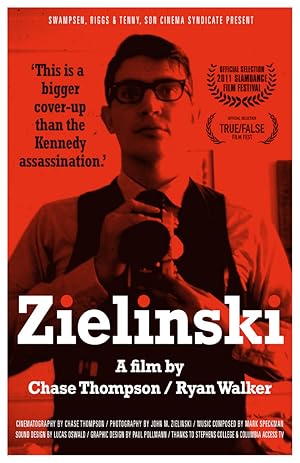 SWAMPSEN, RIGGS & TENNY, SON CINEMA SYNDICATE PRESENT
'This is a
bigger
cover-up
than the
Kennedy
assassination.'
OFFICIAL SELECTION
2011 SLAMDANCE
FILM FESTIVAL
OFFICIAL SELECTION
TRUE/FALSE
FILM FEST
Zielinski
A film by
Chase Thompson / Ryan Walker
CINEMATOGRAPHY BY CHASE THOMPSON / PHOTOGRAPHY BY JOHN M. ZIELINSKI / MUSIC COMPOSED BY MARK SPECKMAN
SOUND DESIGN BY LUCAS OSWALD / GRAPHIC DESIGN BY PAUL POLLMANN / THANKS TO STEPHENS COLLEGE & COLUMBIA ACCESS TV